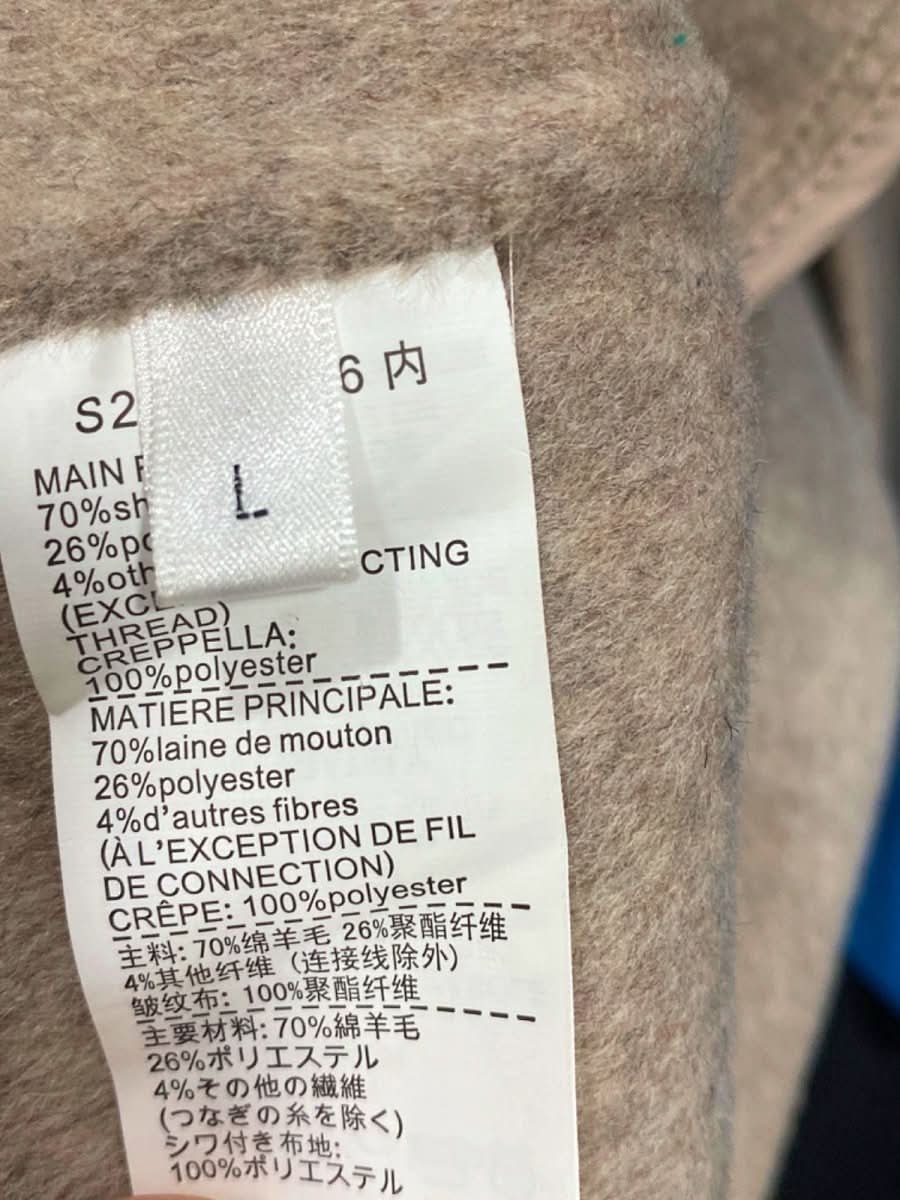 L
S2 6 内
MAIN
70%sh
26%po
4%oth CTING
(EXCE
THREAD)
CREPPELLA:
100%polyester
MATIERE PRINCIPALE:
70%laine de mouton
26%polyester
4%d'autres fibres
(À L'EXCEPTION DE FIL
DE CONNECTION)
CRÊPE: 100%polyester
主料: 70%绵羊毛 26%聚酯纤维
4%其他纤维 (连接线除外)
皱纹布: 100%聚酯纤维
主要材料: 70%綿羊毛
26%ポリエステル
4%その他の繊維
(つなぎの糸を除く)
シワ付き布地:
100%ポリエステル